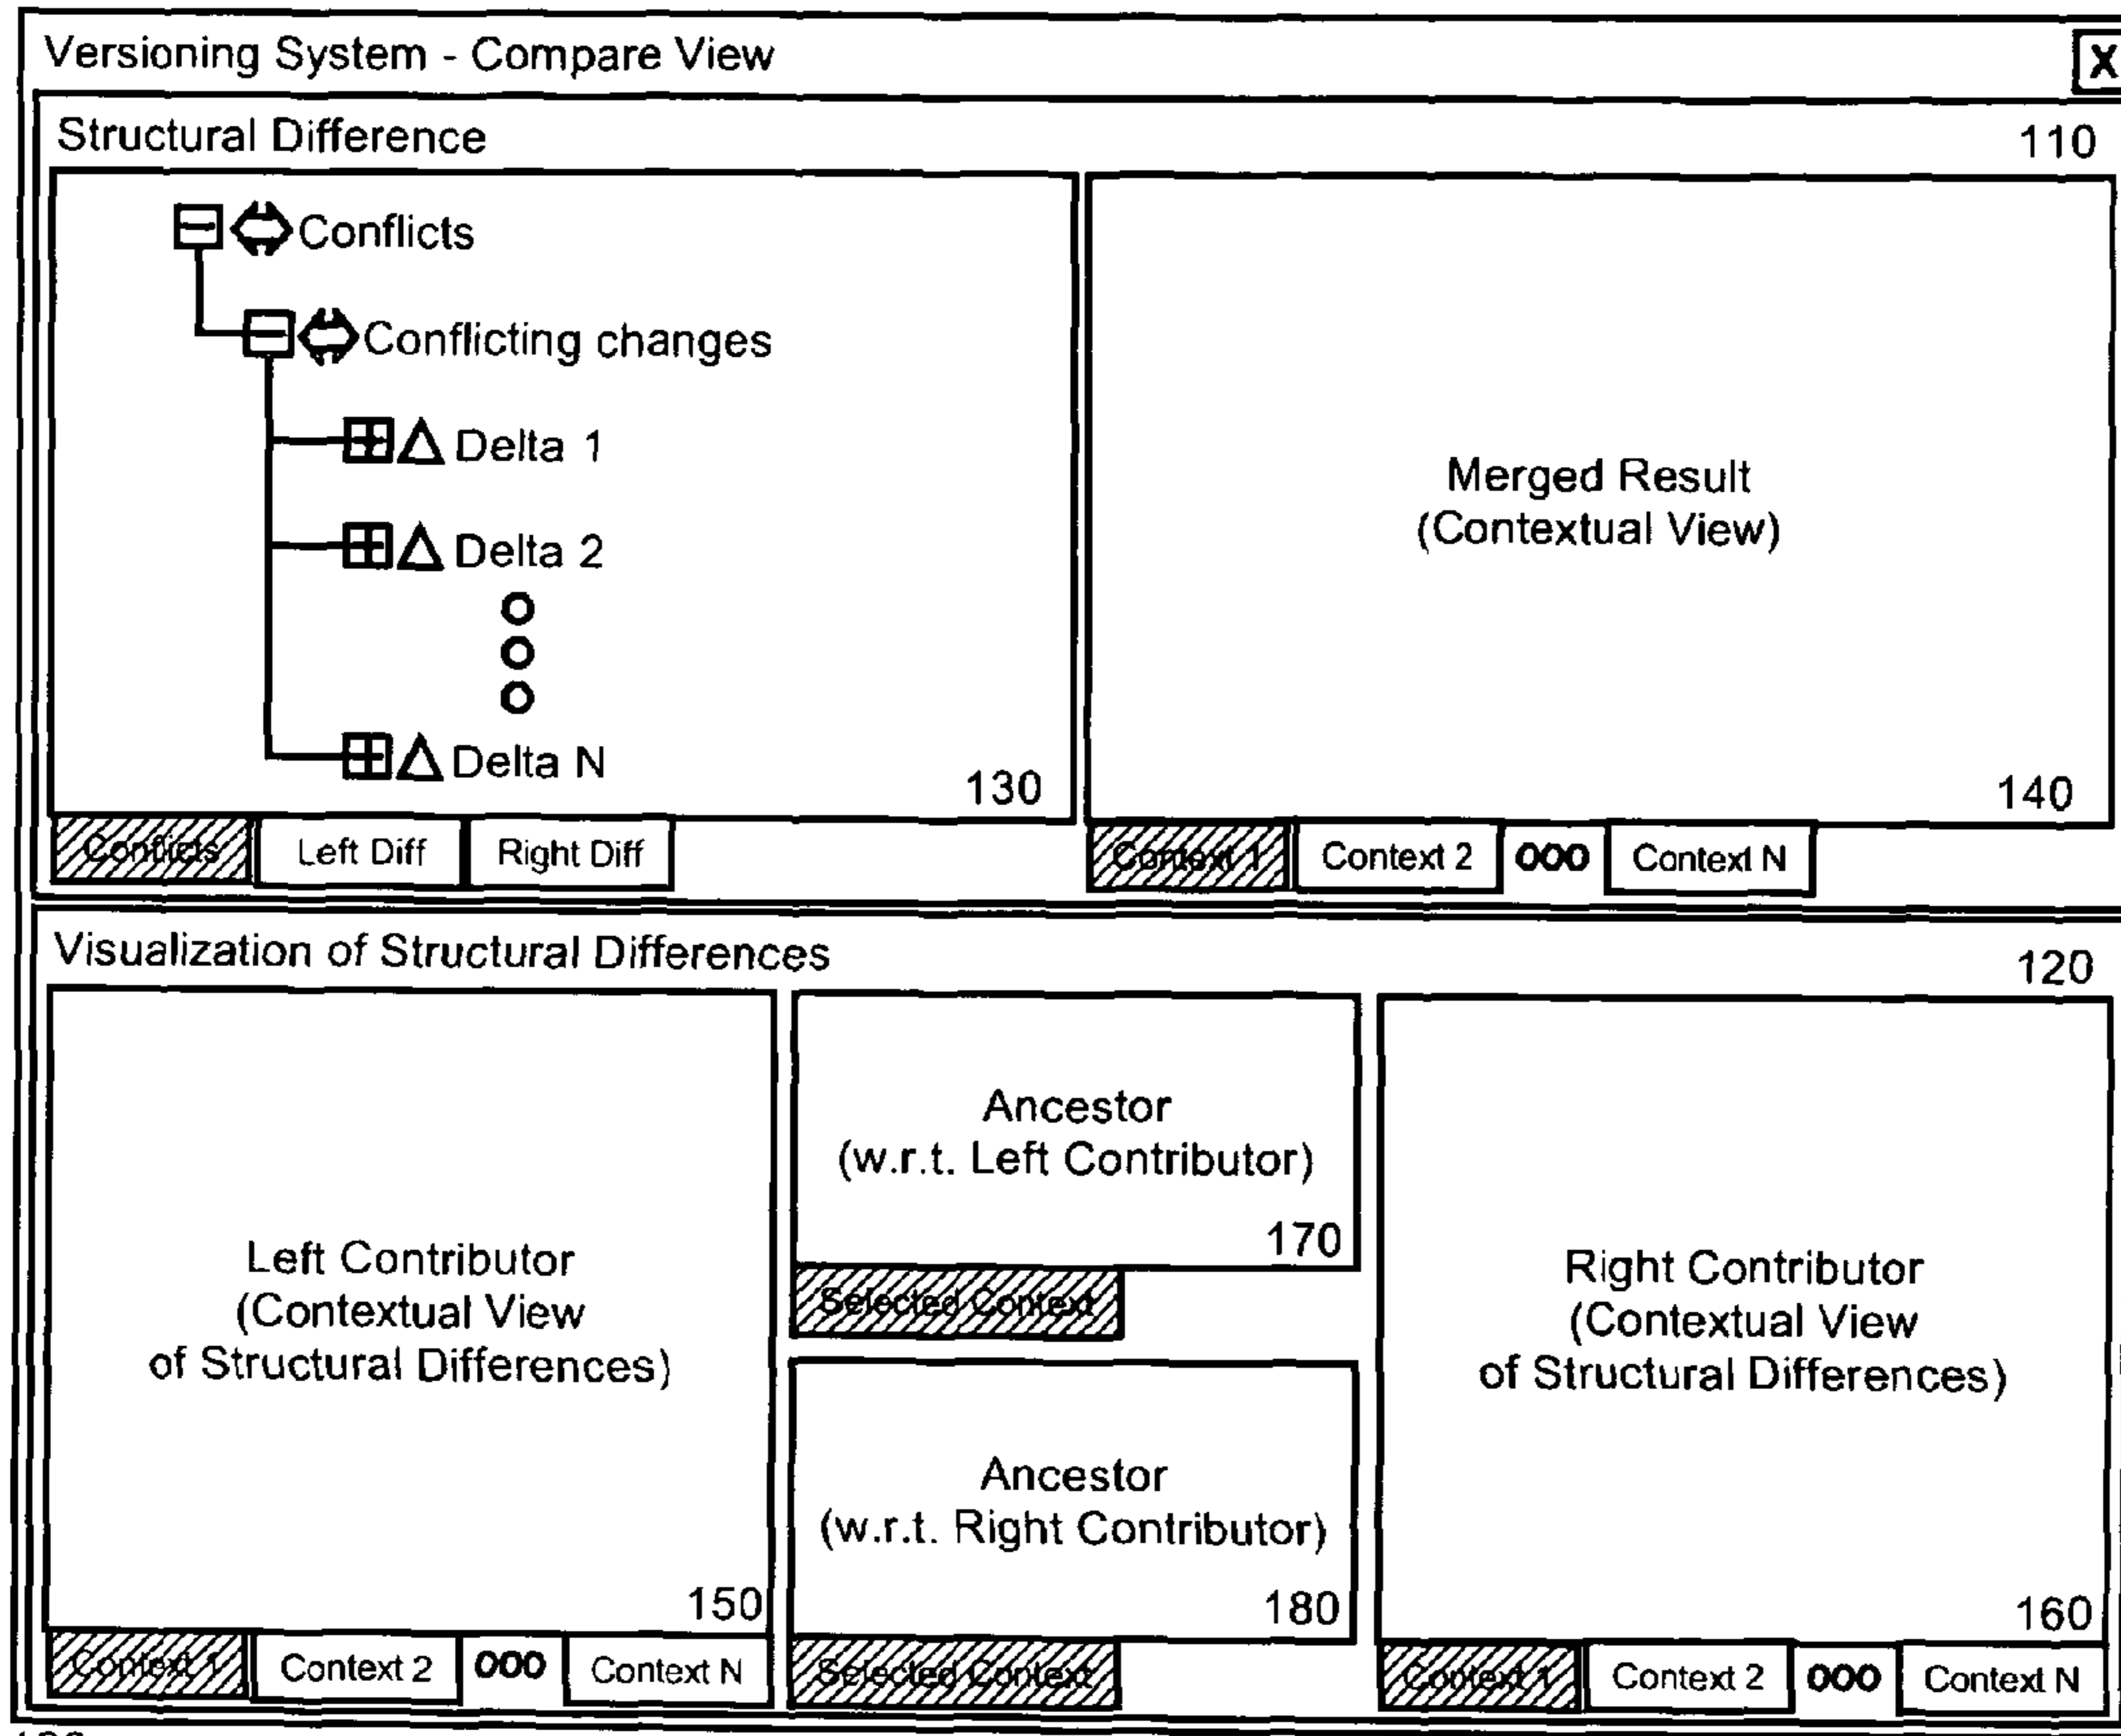 Versioning System - Compare View
X
Structural Difference
110
Conflicts
Conflicting changes
Delta 1
Delta 2
Delta N
130
Merged Result
(Contextual View)
140
Conflicts
Left Diff
Right Diff
Context 1
Context 2
Context N
Visualization of Structural Differences
120
Left Contributor
(Contextual View
of Structural Differences)
150
Ancestor
(w.r.t. Left Contributor)
170
Selected Context
Ancestor
(w.r.t. Right Contributor)
180
Selected Context
Right Contributor
(Contextual View
of Structural Differences)
160
Context 1
Context 2
Context N
Context 1
Context 2
Context N